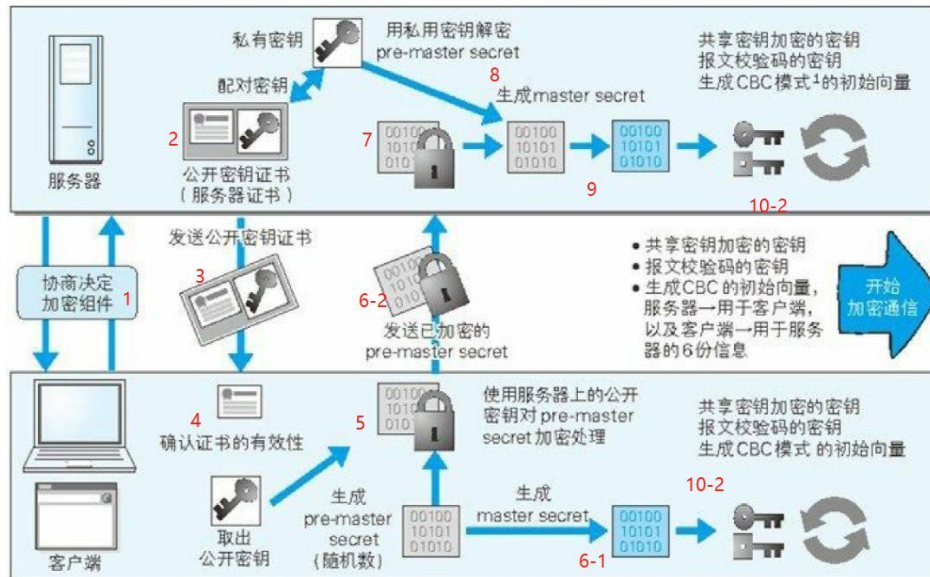 私有密钥
用私用密钥解密
pre-master secret
共享密钥加密的密钥
报文校验码的密钥
生成CBC模式¹的初始向量
配对密钥
8
生成master secret
2
7
00100
10101
01010
00100
10101
01010
00100
10101
01010
服务器
公开密钥证书
(服务器证书)
9
10-2
发送公开密钥证书
协商决定
加密组件
1
3
6-2
00100
发送已加密的
pre-master secret
• 共享密钥加密的密钥
• 报文校验码的密钥
• 生成CBC 的初始向量,
服务器→用于客户端,
以及客户端→用于服务
器的6份信息
开始
加密通信
4
确认证书的有效性
5
00100
使用服务器上的公开
密钥对pre-master
secret加密处理
共享密钥加密的密钥
报文校验码的密钥
生成CBC模式 的初始向量
取出
公开密钥
生成
pre-master
secret
(随机数)
00100
10101
01010
生成
master secret
6-1
00100
10101
01010
10-2
客户端